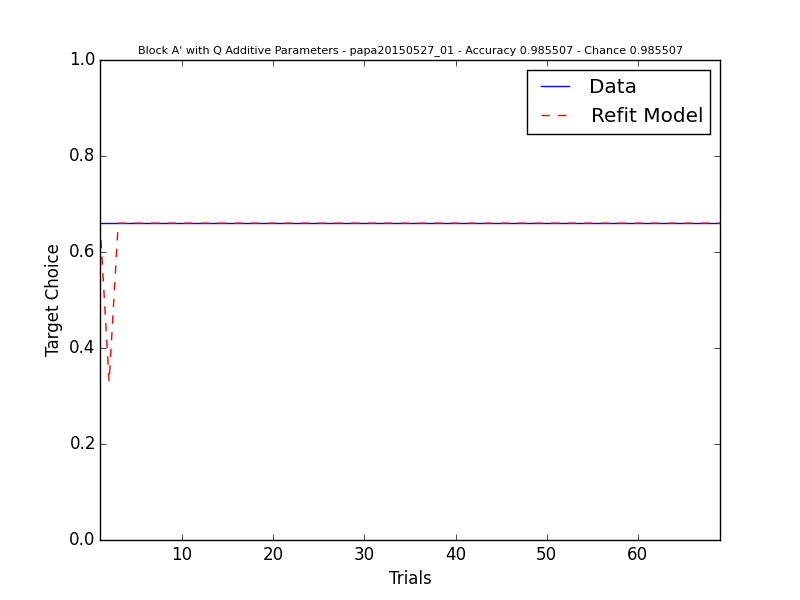 Block A' with Q Additive Parameters - papa20150527_01 - Accuracy 0.985507 - Chance 0.985507
1.0
Data
Refit Model
0.8
0.6
Target Choice
0.4
0.2
0.0
10 20 30 40 50 60
Trials